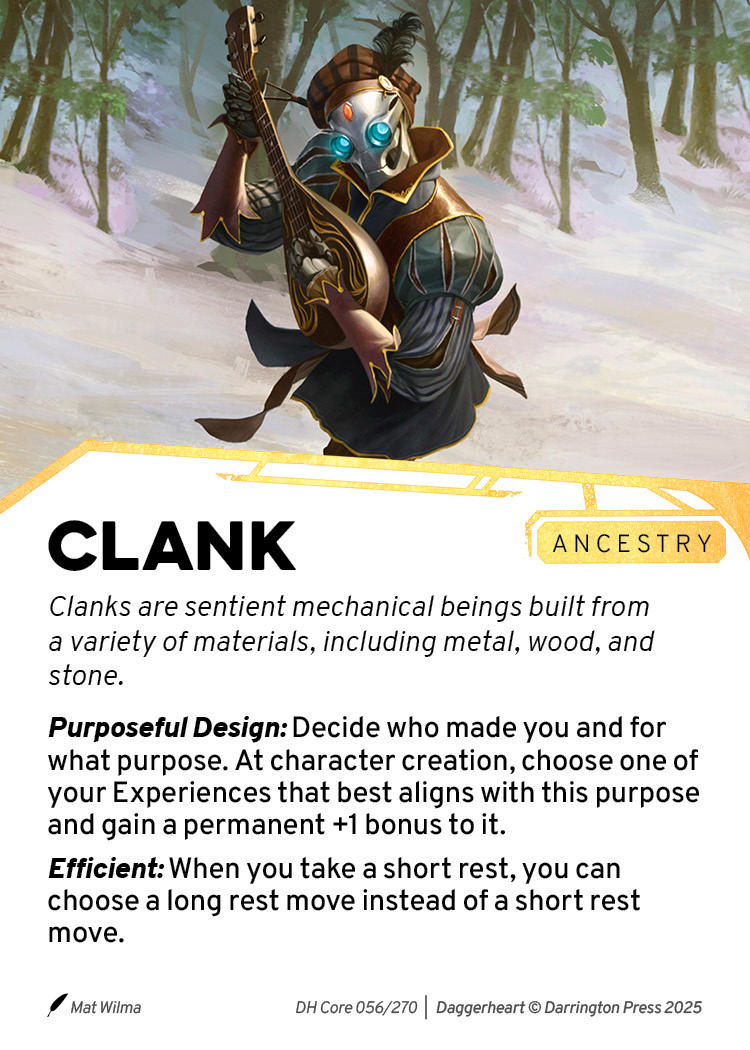 CLANK
ANCESTRY
Clanks are sentient mechanical beings built from
a variety of materials, including metal, wood, and
stone.
Purposeful Design: Decide who made you and for
what purpose. At character creation, choose one of
your Experiences that best aligns with this purpose
and gain a permanent +1 bonus to it.
Efficient: When you take a short rest, you can
choose a long rest move instead of a short rest
move.
Mat Wilma
DH Core 056/270 | Daggerheart © Darrington Press 2025